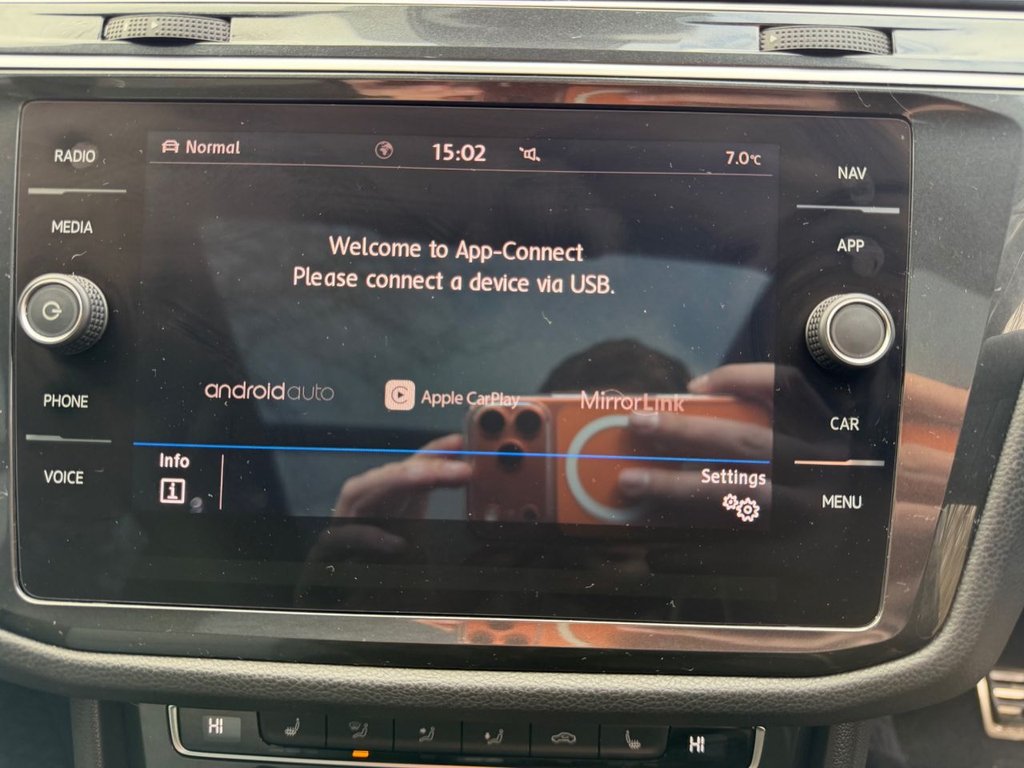 Normal 15:02 7.0°C
RADIO
NAV
MEDIA
APP
Welcome to App-Connect
Please connect a device via USB.
androidauto Apple CarPlay MirrorLink
PHONE
CAR
VOICE
MENU
Info
Settings
HI HI